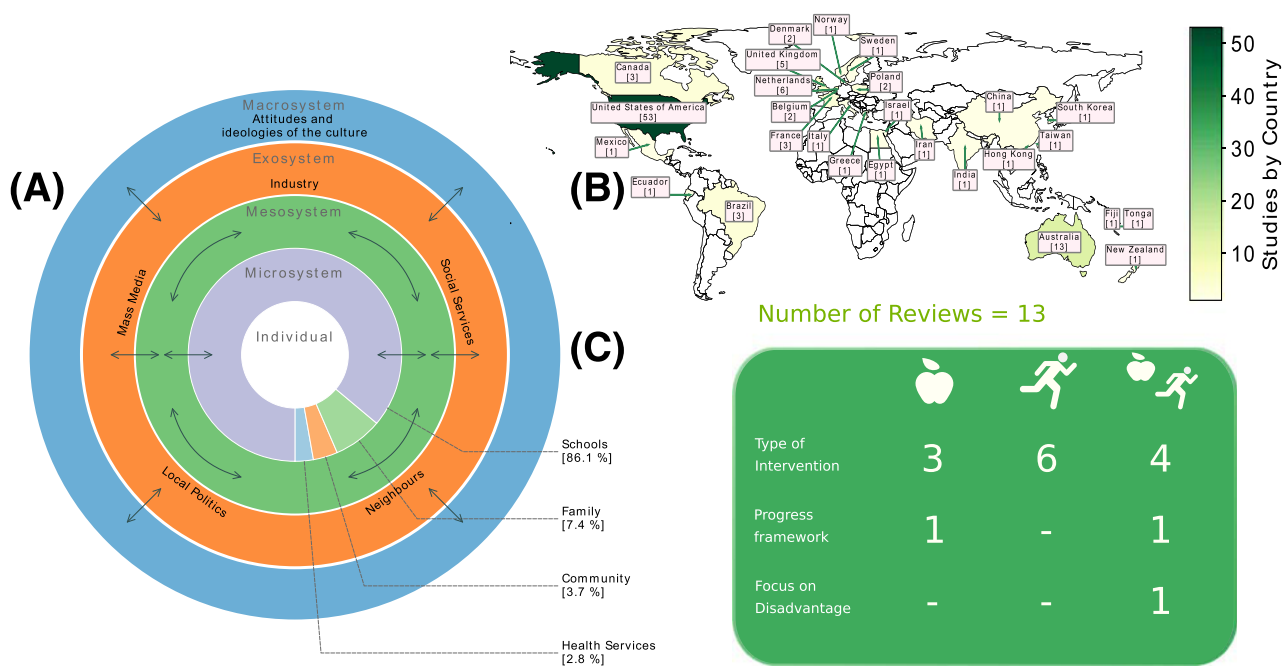 (A)
Macrosystem
Attitudes and
ideologies of the culture
Exosystem
Industry
Mesosystem
Microsystem
Individual
Mass Media
Social Services
Local Politics
Neighbours
Schools
[86.1 %]
Family
[7.4 %]
Community
[3.7 %]
Health Services
[2.8 %]
(B)
Norway
[1]
Denmark
[2]
Sweden
[1]
United Kingdom
[5]
Canada
[3]
Netherlands
[6]
Poland
[2]
United States of America
[53]
Belgium
[2]
Israel
[1]
China
[1]
South Korea
[1]
Mexico
[1]
France
[3]
Italy
[1]
Iran
[1]
Taiwan
[1]
Greece
[1]
Egypt
[1]
Hong Kong
[1]
India
[1]
Ecuador
[1]
Brazil
[3]
Fiji
[1]
Tonga
[1]
Australia
[13]
New Zealand
[1]
50
40
30
20
10
Studies by Country
(C)
Number of Reviews = 13
Type of
Intervention
3 6 4
Progress
framework
1 - 1
Focus on
Disadvantage
- - 1